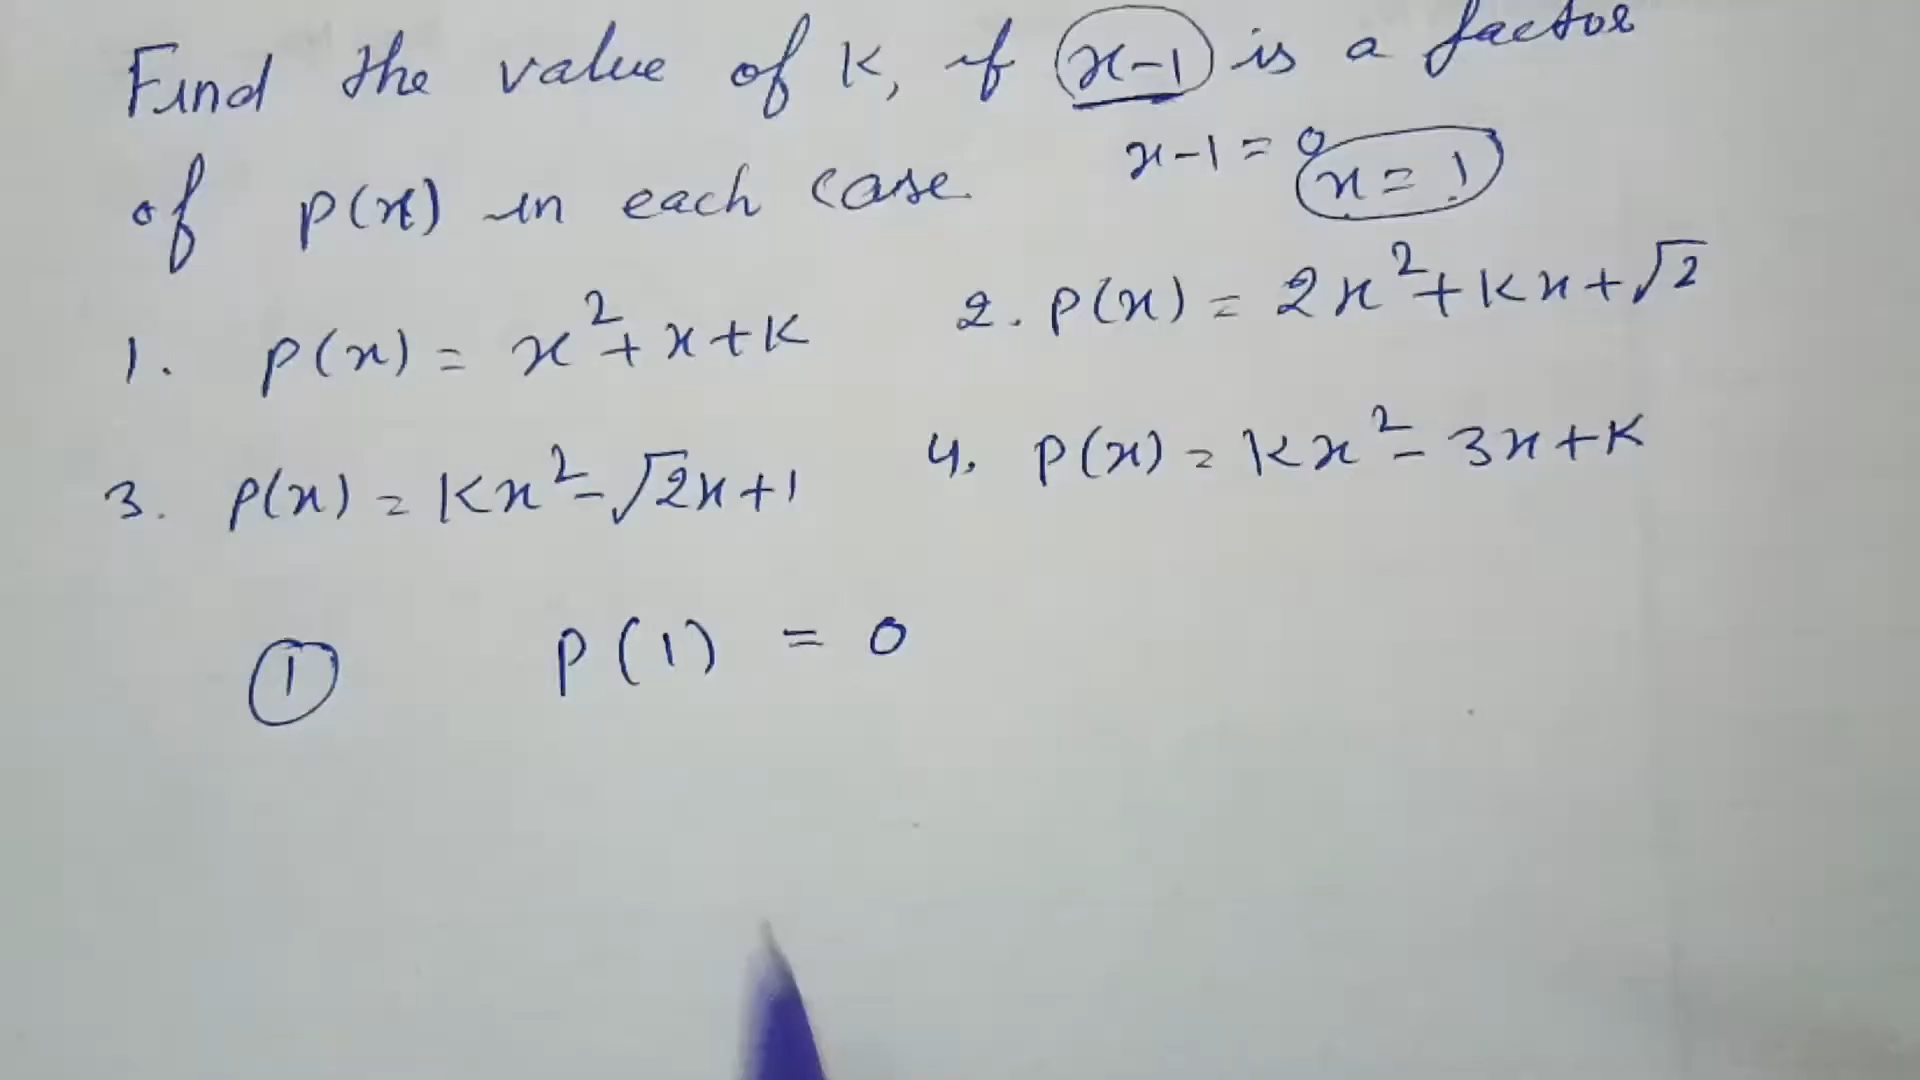 Find the value of K, if x-1 is a factor
x-1=0
of p(x) in each case
x=1
1. p(x) = x²+x+K
2. p(x) = 2x²+Kx+√2
3. p(x) = Kx²-√2x+1
4. p(x) = Kx²-3x+K
① P(1) = 0